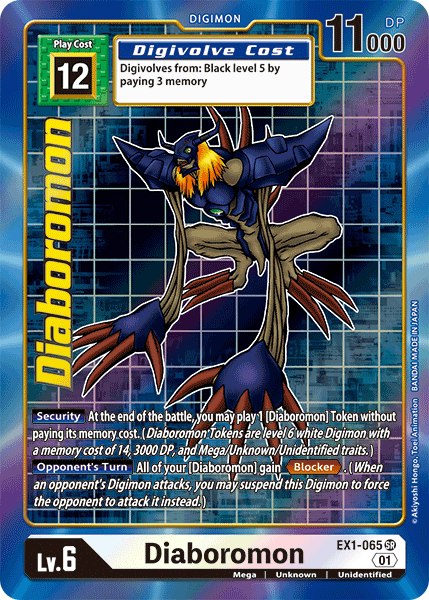 DIGIMON
Play Cost
12
Digivolve Cost
Digivolves from: Black level 5 by
paying 3 memory
DP
11000
Diaboromon
Security At the end of the battle, you may play 1 [Diaboromon] Token without
paying its memory cost. (Diaboromon Tokens are level 6 white Digimon with
a memory cost of 14, 3000 DP, and Mega/Unknown/Unidentified traits.)
Opponent's Turn All of your [Diaboromon] gain Blocker. (When
an opponent's Digimon attacks, you may suspend this Digimon to force
the opponent to attack it instead.)
©Akiyoshi Hongo, Toei Animation BANDAI MADE IN JAPAN
Lv.6
Diaboromon
EX1-065 SR
01
Mega | Unknown | Unidentified